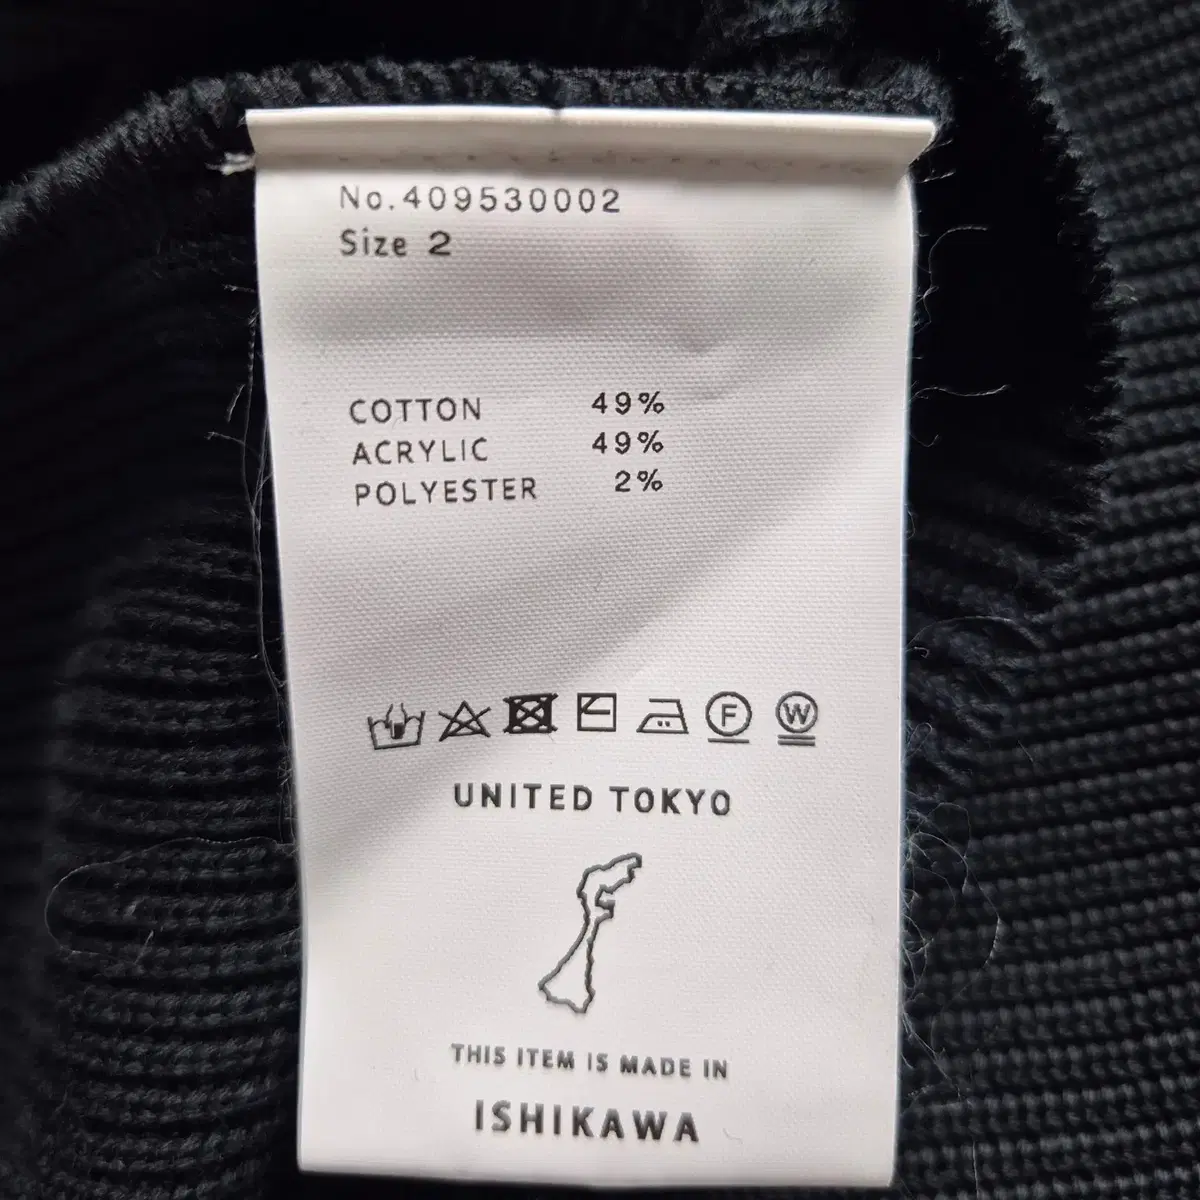 No.409530002
Size 2
COTTON 49%
ACRYLIC 49%
POLYESTER 2%
F W
UNITED TOKYO
THIS ITEM IS MADE IN
ISHIKAWA